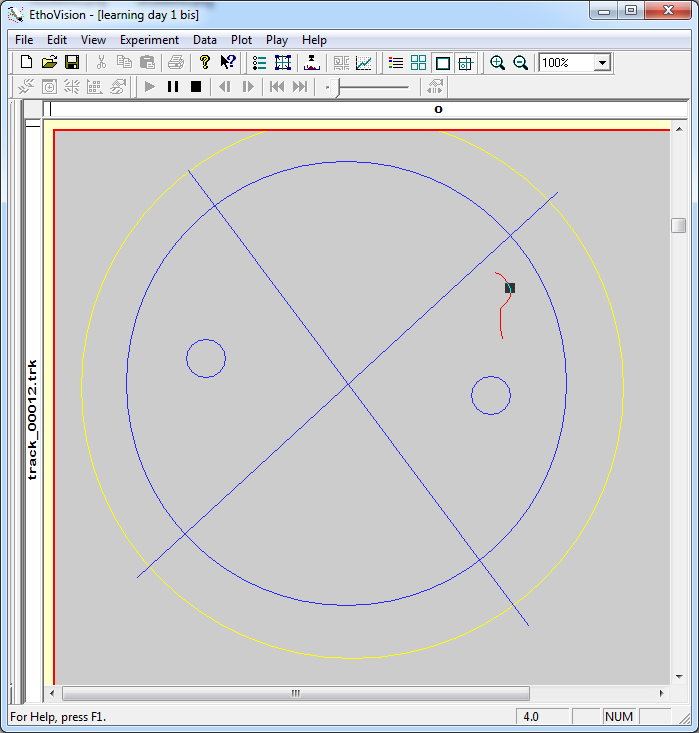 EthoVision - [learning day 1 bis]
File Edit View Experiment Data Plot Play Help
100%
0
track_00012.trk
For Help, press F1.
4.0
NUM